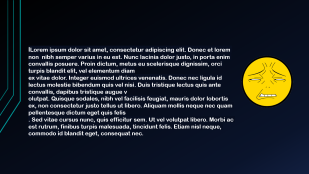 lLorem ipsum dolor sit amet, consectetur adipiscing elit. Donec et lorem
non  nibh semper varius in eu est. Nunc lacinia dolor justo, in porta enim
convallis posuere. Proin dictum, metus eu scelerisque dignissim, orci
turpis blandit elit, vel elementum diam
ex vitae dolor. Integer euismod ultrices venenatis. Donec nec ligula id
lectus molestie bibendum quis vel nisi. Duis tristique lectus quis ante
convallis, dapibus tristique augue v
olutpat. Quisque sodales, nibh vel facilisis feugiat, mauris dolor lobortis
ex, non consectetur justo tellus ut libero. Aliquam mollis neque nec quam
pellentesque dictum eget quis felis
. Sed vitae cursus nunc, quis efficitur sem. Ut vel volutpat libero. Morbi ac
est rutrum, finibus turpis malesuada, tincidunt felis. Etiam nisl neque,
commodo id blandit eget, consequat nec.